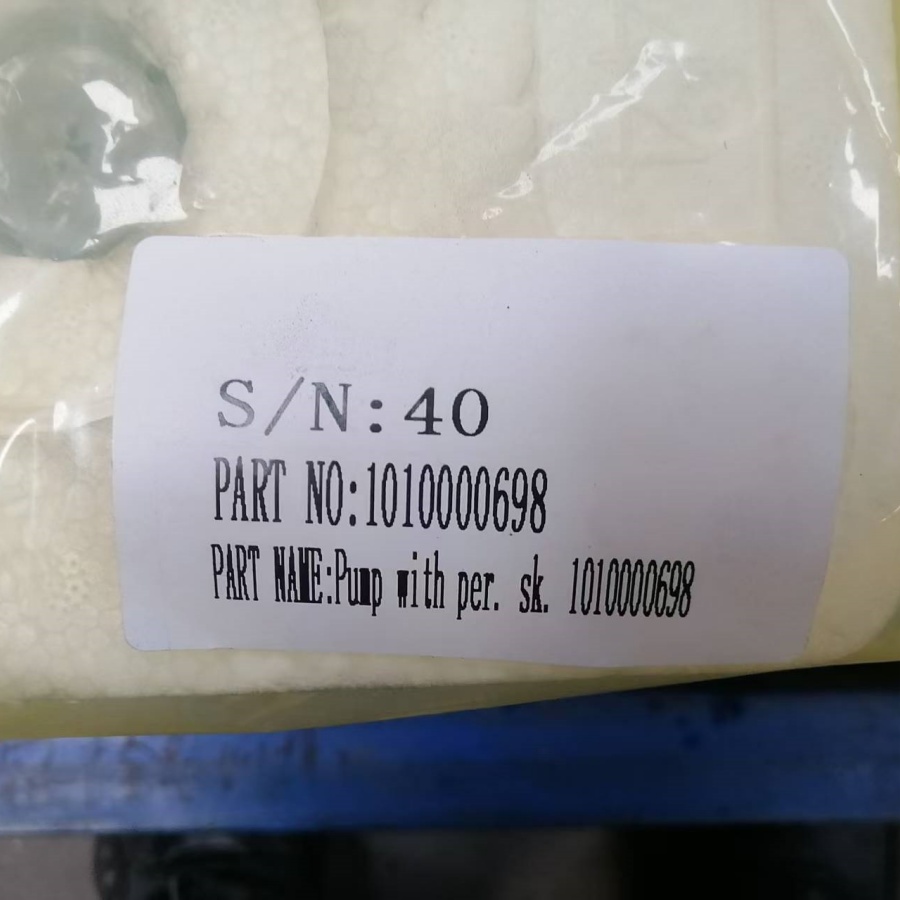 S/N:40
PART NO:1010000698
PART NAME:Pump with per. sk. 1010000698